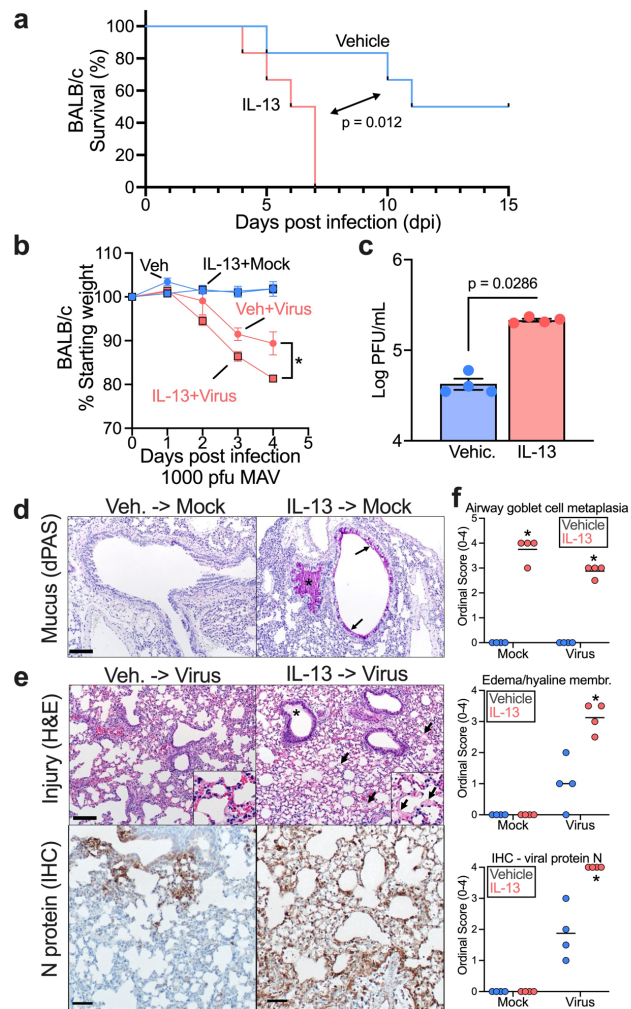 a
BALB/c
Survival (%)
100
80
60
40
20
0
Vehicle
IL-13
p = 0.012
0
5
10
15
Days post infection (dpi)
b
BALB/c
% Starting weight
110
100
90
80
70
Veh
IL-13+Mock
Veh+Virus
*
IL-13+Virus
0
1
2
3
4
5
Days post infection
1000 pfu MAV
c
Log PFU/mL
6
5
4
p = 0.0286
Vehic.
IL-13
d
Veh. -> Mock
IL-13 -> Mock
Mucus (dPAS)
*
e
Veh. -> Virus
IL-13 -> Virus
Injury (H&E)
*
N protein (IHC)
f
Airway goblet cell metaplasia
Ordinal Score (0-4)
5
4
3
2
1
0
Vehicle
IL-13
*
*
Mock
Virus
Edema/hyaline membr.
Ordinal Score (0-4)
4
3
2
1
0
Vehicle
IL-13
*
Mock
Virus
IHC - viral protein N
Ordinal Score (0-4)
4
3
2
1
0
Vehicle
IL-13
*
Mock
Virus